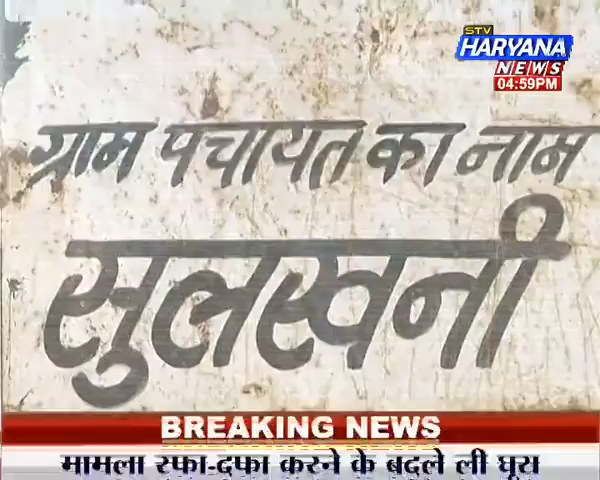 STV
HARYANA
NEWS
04:59PM
ग्राम पचायत का नाम
सुलखनी
BREAKING NEWS
मामला रफा-दफा करने के बदले ली घूस